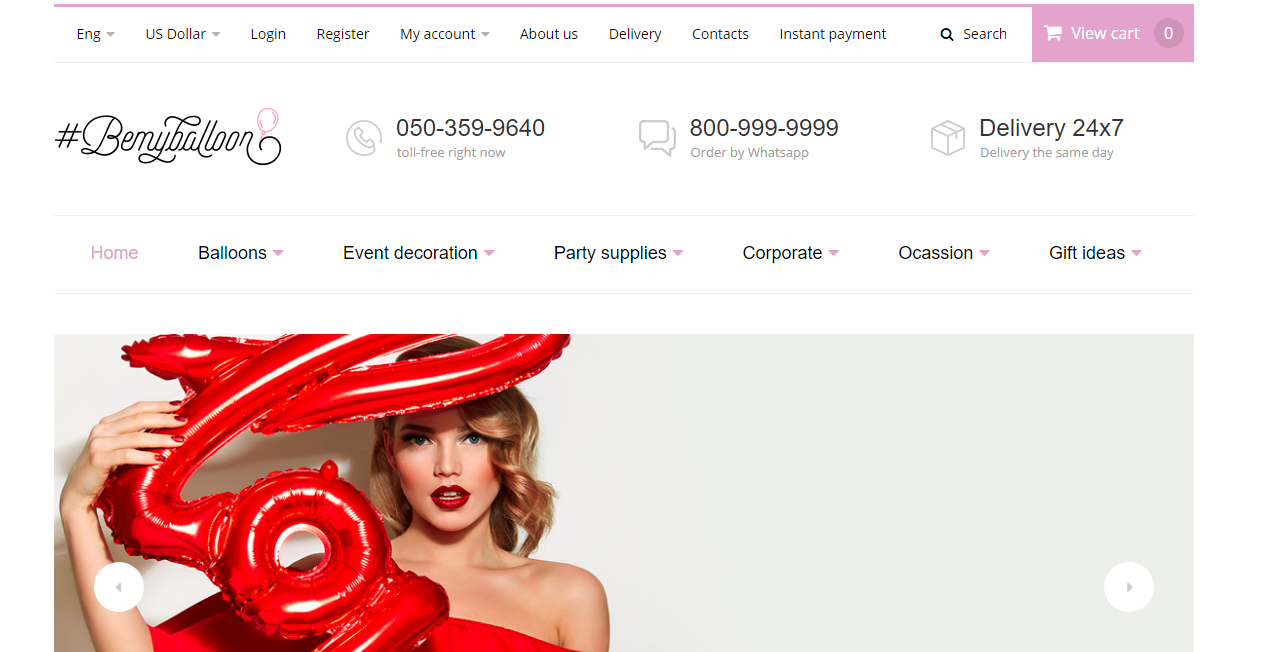 Eng US Dollar Login Register My account About us Delivery Contacts Instant payment Search View cart 0
#Bemyballoon
050-359-9640
toll-free right now
800-999-9999
Order by Whatsapp
Delivery 24x7
Delivery the same day
Home Balloons Event decoration Party supplies Corporate Ocassion Gift ideas